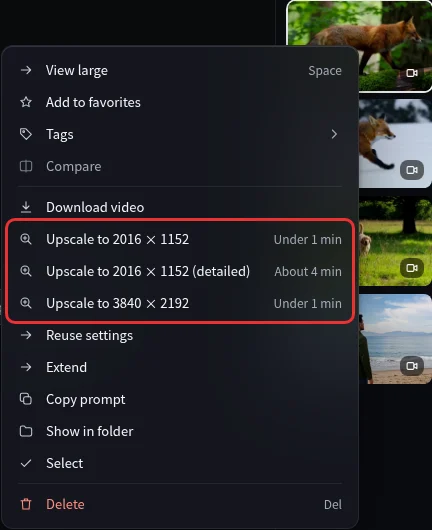 View large Space
Add to favorites
Tags
Compare
Download video
Upscale to 2016 × 1152 Under 1 min
Upscale to 2016 × 1152 (detailed) About 4 min
Upscale to 3840 × 2192 Under 1 min
Reuse settings
Extend
Copy prompt
Show in folder
Select
Delete Del